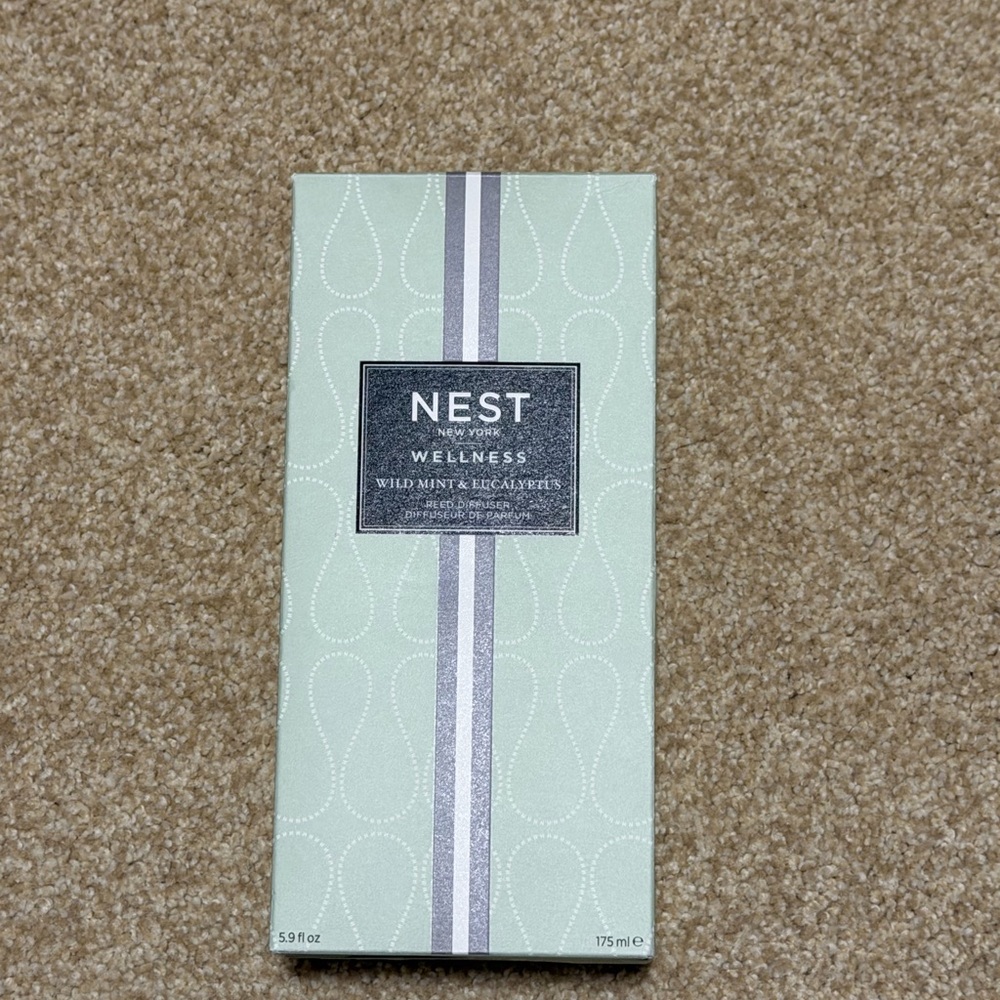 NEST
NEW YORK
WELLNESS
WILD MINT & EUCALYPTUS
REED DIFFUSER
DIFFUSEUR DE PARFUM
5.9 fl oz
175 ml ℮